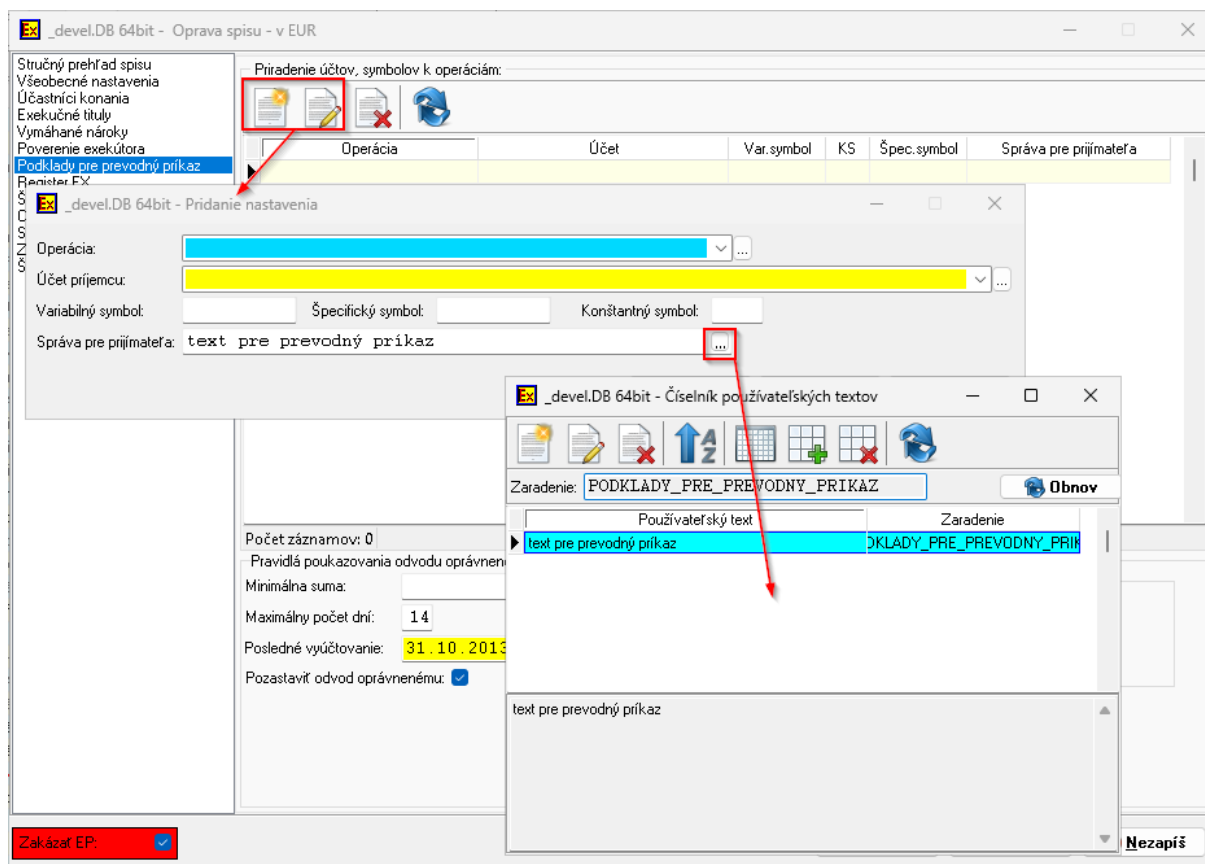 _devel.DB 64bit - Oprava spisu - v EUR
Stručný prehľad spisu
Všeobecné nastavenia
Účastníci konania
Exekučné tituly
Vymáhané nároky
Poverenie exekútora
Podklady pre prevodný príkaz
Register EX
Priradenie účtov, symbolov k operáciám:
Operácia Účet Var.symbol KS Špec.symbol Správa pre prijímateľa
_devel.DB 64bit - Pridanie nastavenia
Operácia:
Účet príjemcu:
Variabilný symbol: Špecifický symbol: Konštantný symbol:
Správa pre prijímateľa: text pre prevodný príkaz
_devel.DB 64bit - Číselník používateľských textov
Zaradenie: PODKLADY_PRE_PREVODNY_PRIKAZ Obnov
Používateľský text Zaradenie
text pre prevodný príkaz DKLADY_PRE_PREVODNY_PRIK
text pre prevodný príkaz
Počet záznamov: 0
Pravidlá poukazovania odvodu
Minimálna suma:
Maximálny počet dní: 14
Posledné vyúčtovanie: 31.10.2013
Pozastaviť odvod oprávnenému:
Zakázať EP:
Nezapíš